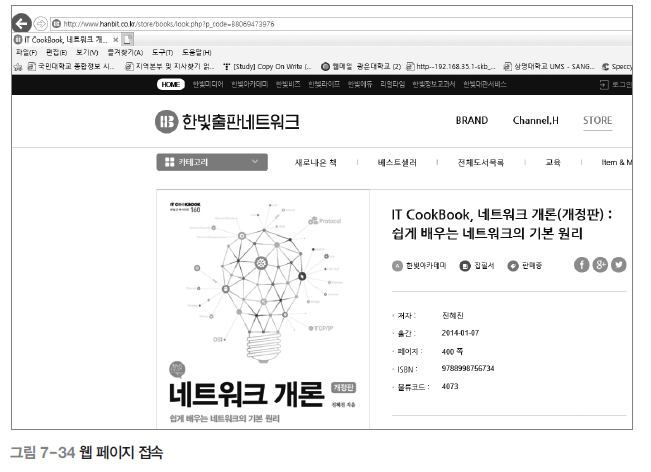 http://www.hanbit.co.kr/store/books/look.php?p_code=B8069473976
IT CookBook, 네트워크 개...
파일(F) 편집(E) 보기(V) 즐겨찾기(A) 도구(T) 도움말(H)
국민대학교 종합정보 시... 지역본부 및 지사찾기 읽... [Study] Copy On Write (... 웹메일 광운대학교 (2) http--192.168.35.1-skb_... 상명대학교 UMS - SANG... Speccy
HOME 한빛미디어 한빛아카데미 한빛비즈 한빛라이프 한빛에듀 리얼타임 한빛정보교과서 한빛대관서비스 로그인
한빛출판네트워크 BRAND Channel.H STORE
카테고리 새로나온 책 베스트셀러 전체도서목록 교육 Item & M
IT COOKBOOK
160
Protocol
TCP/IP
OSI
네트워크 개론 개정판
쉽게 배우는 네트워크의 기본 원리 진혜진 지음
IT CookBook, 네트워크 개론(개정판) :
쉽게 배우는 네트워크의 기본 원리
한빛아카데미 집필서 판매중
· 저자 : 진혜진
· 출간 : 2014-01-07
· 페이지 : 400 쪽
· ISBN : 9788998756734
· 물류코드 : 4073
그림 7-34 웹 페이지 접속